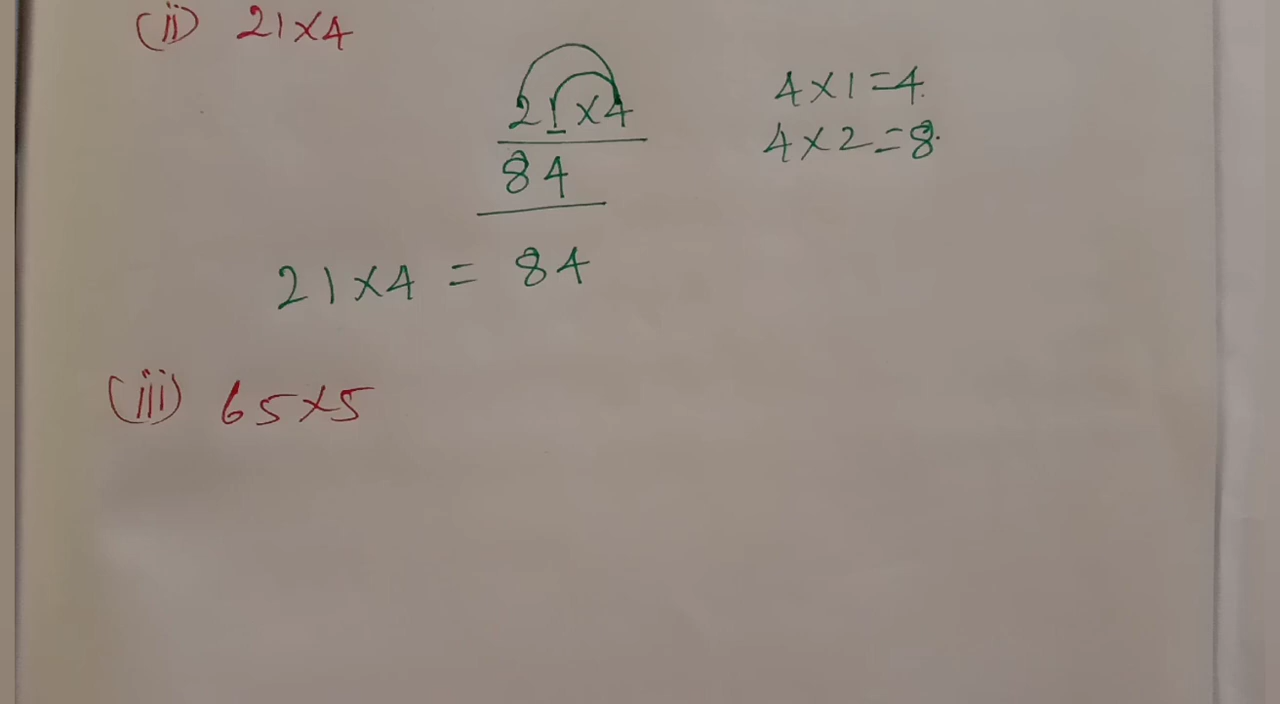 (ii) 21×4
21×4
84
4×1=4.
4×2=8.
21×4 = 84
(iii) 65×5